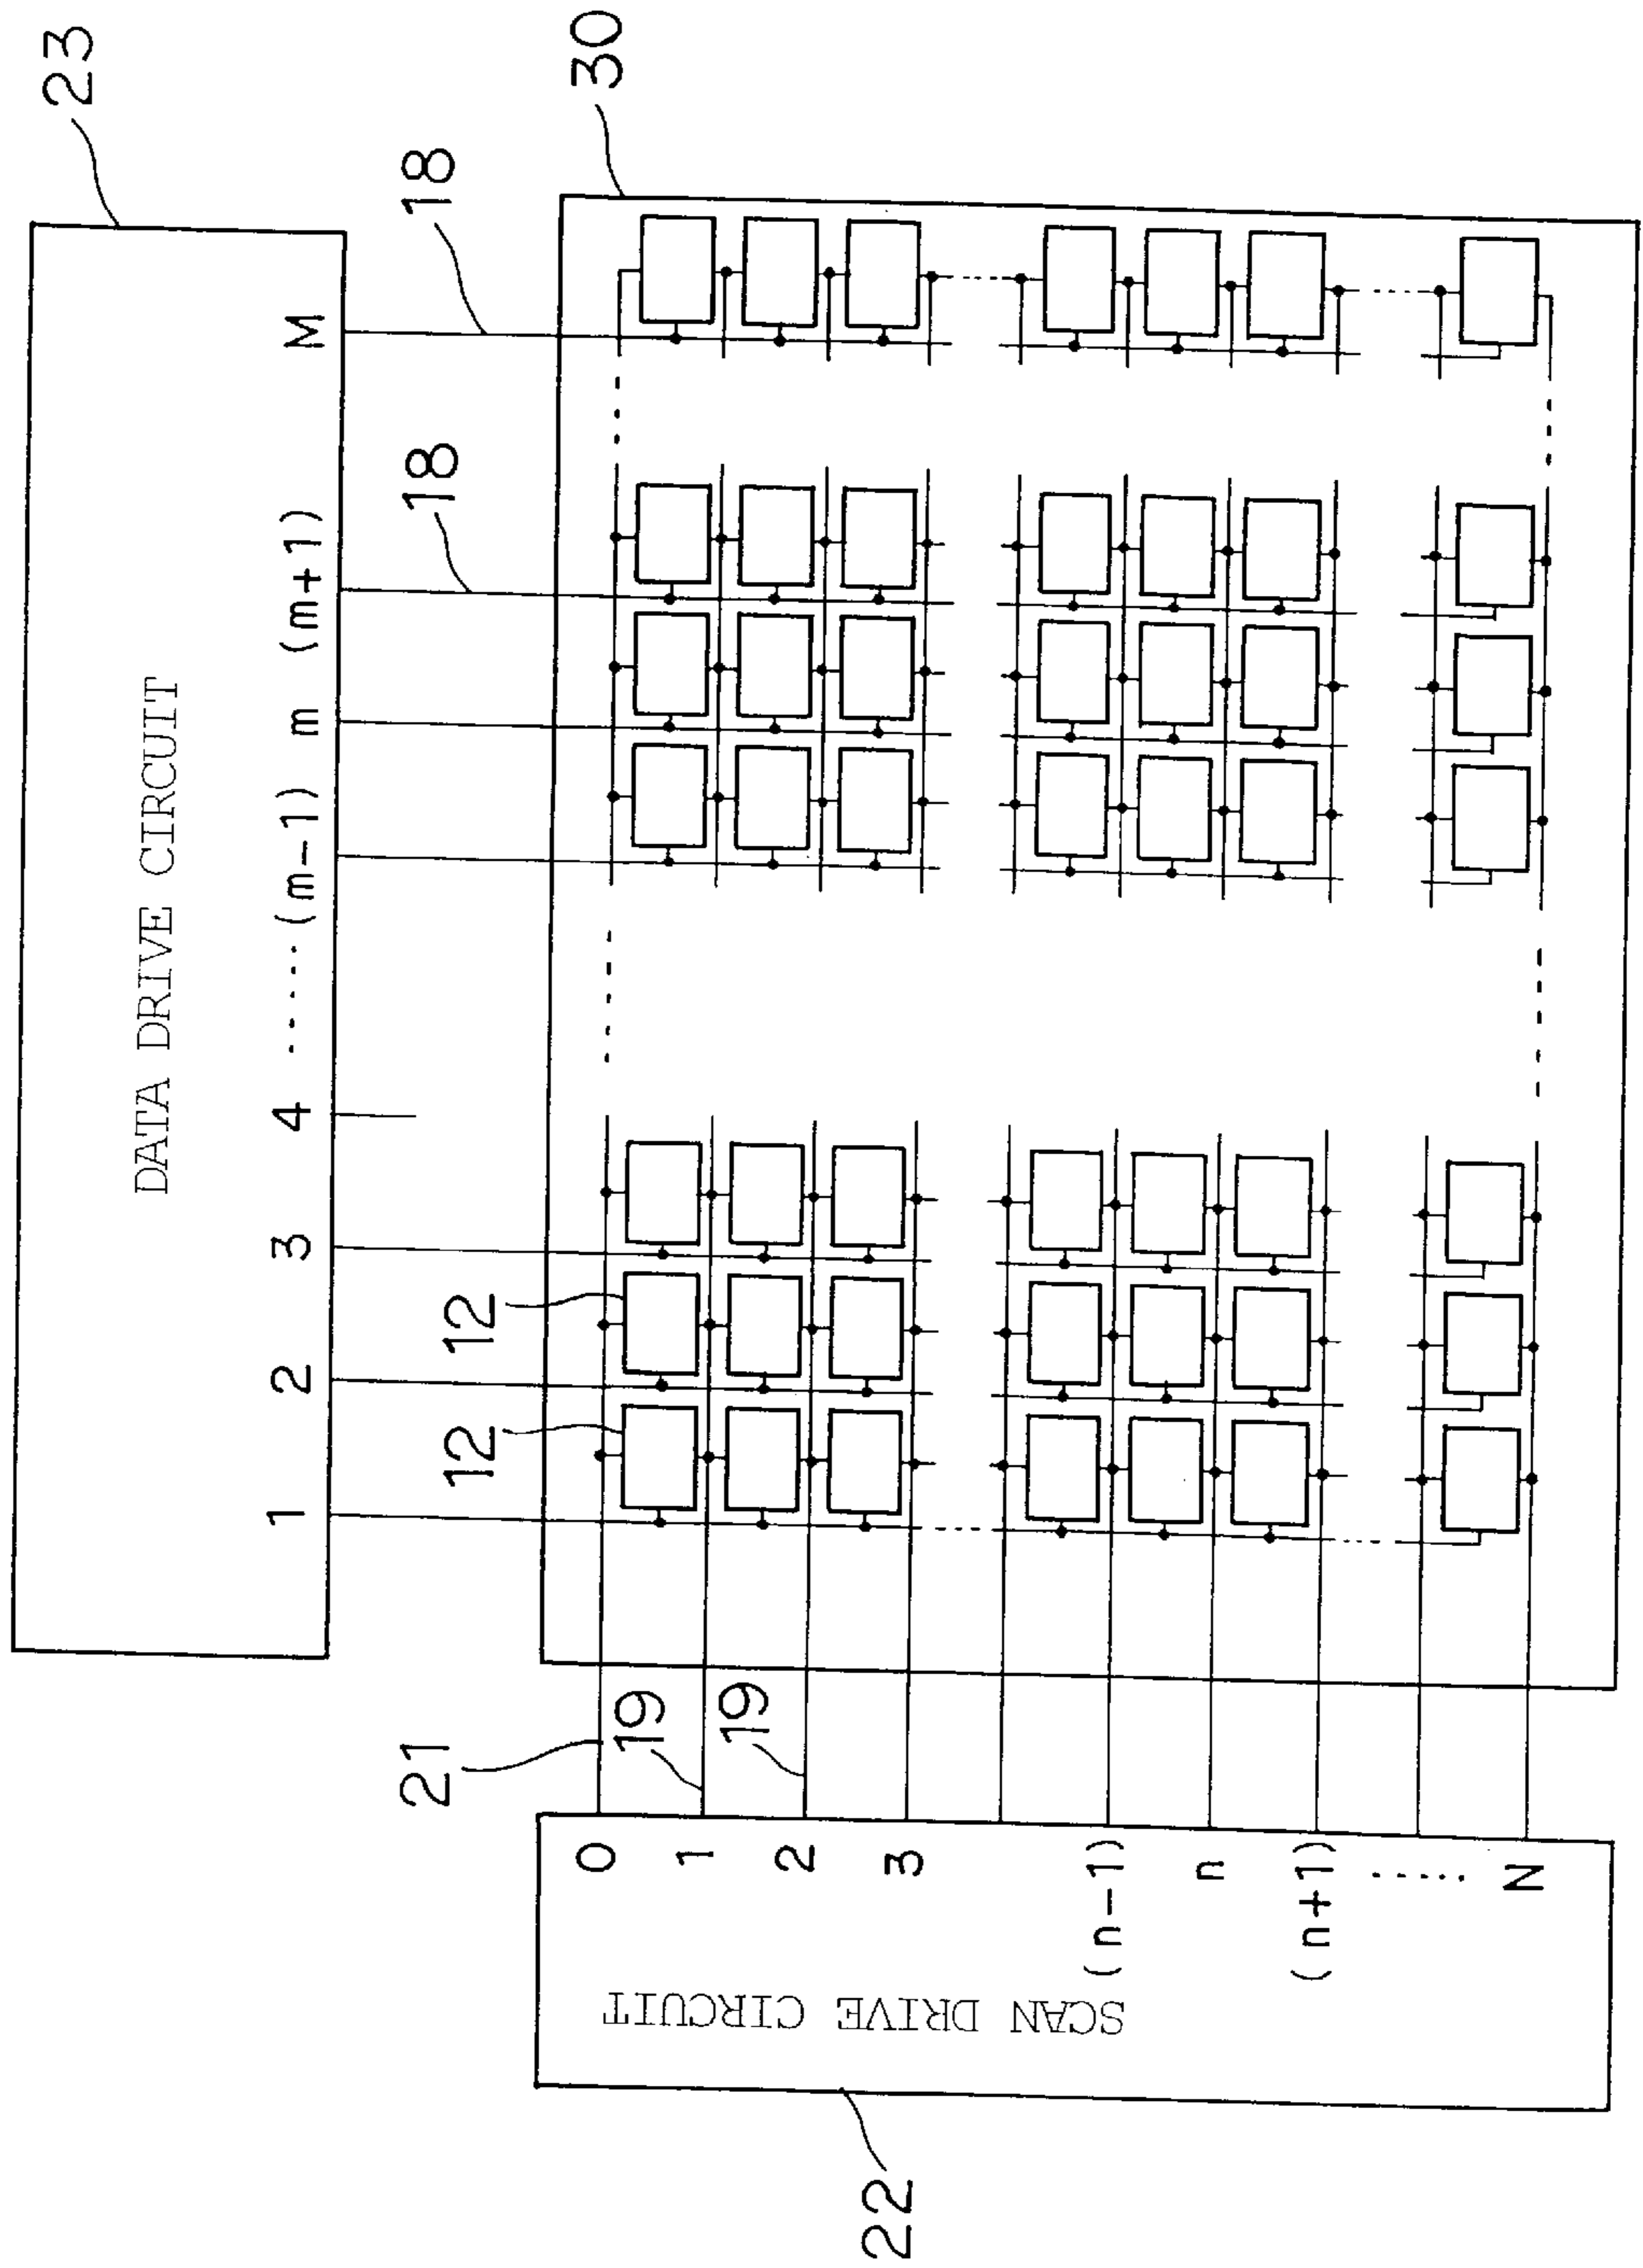 23
DATA DRIVE CIRCUIT
1 2 3 4 ····· (m-1) m (m+1) M
12 12 18 18
30
21
19
19
0
1
2
3
(n-1)
n
(n+1)
·····
N
SCAN DRIVE CIRCUIT
22